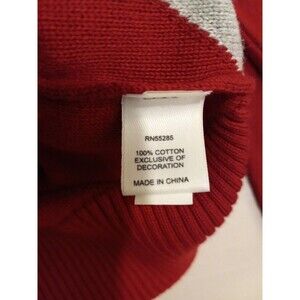 RN55285
100% COTTON
EXCLUSIVE OF
DECORATION
MADE IN CHINA